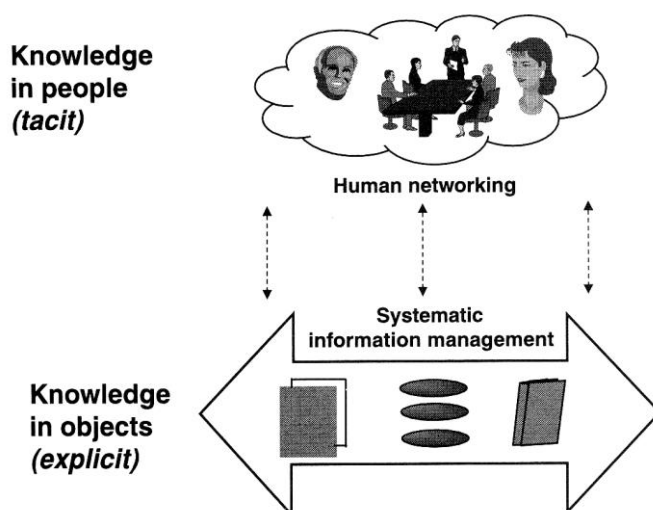 Knowledge
in people
(tacit)
Human networking
Systematic
information management
Knowledge
in objects
(explicit)